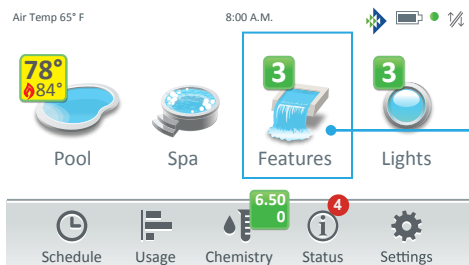 Air Temp 65° F 8:00 A.M.
78° 3 3
84°
Pool Spa Features Lights
6.50 4
0
Schedule Usage Chemistry Status Settings